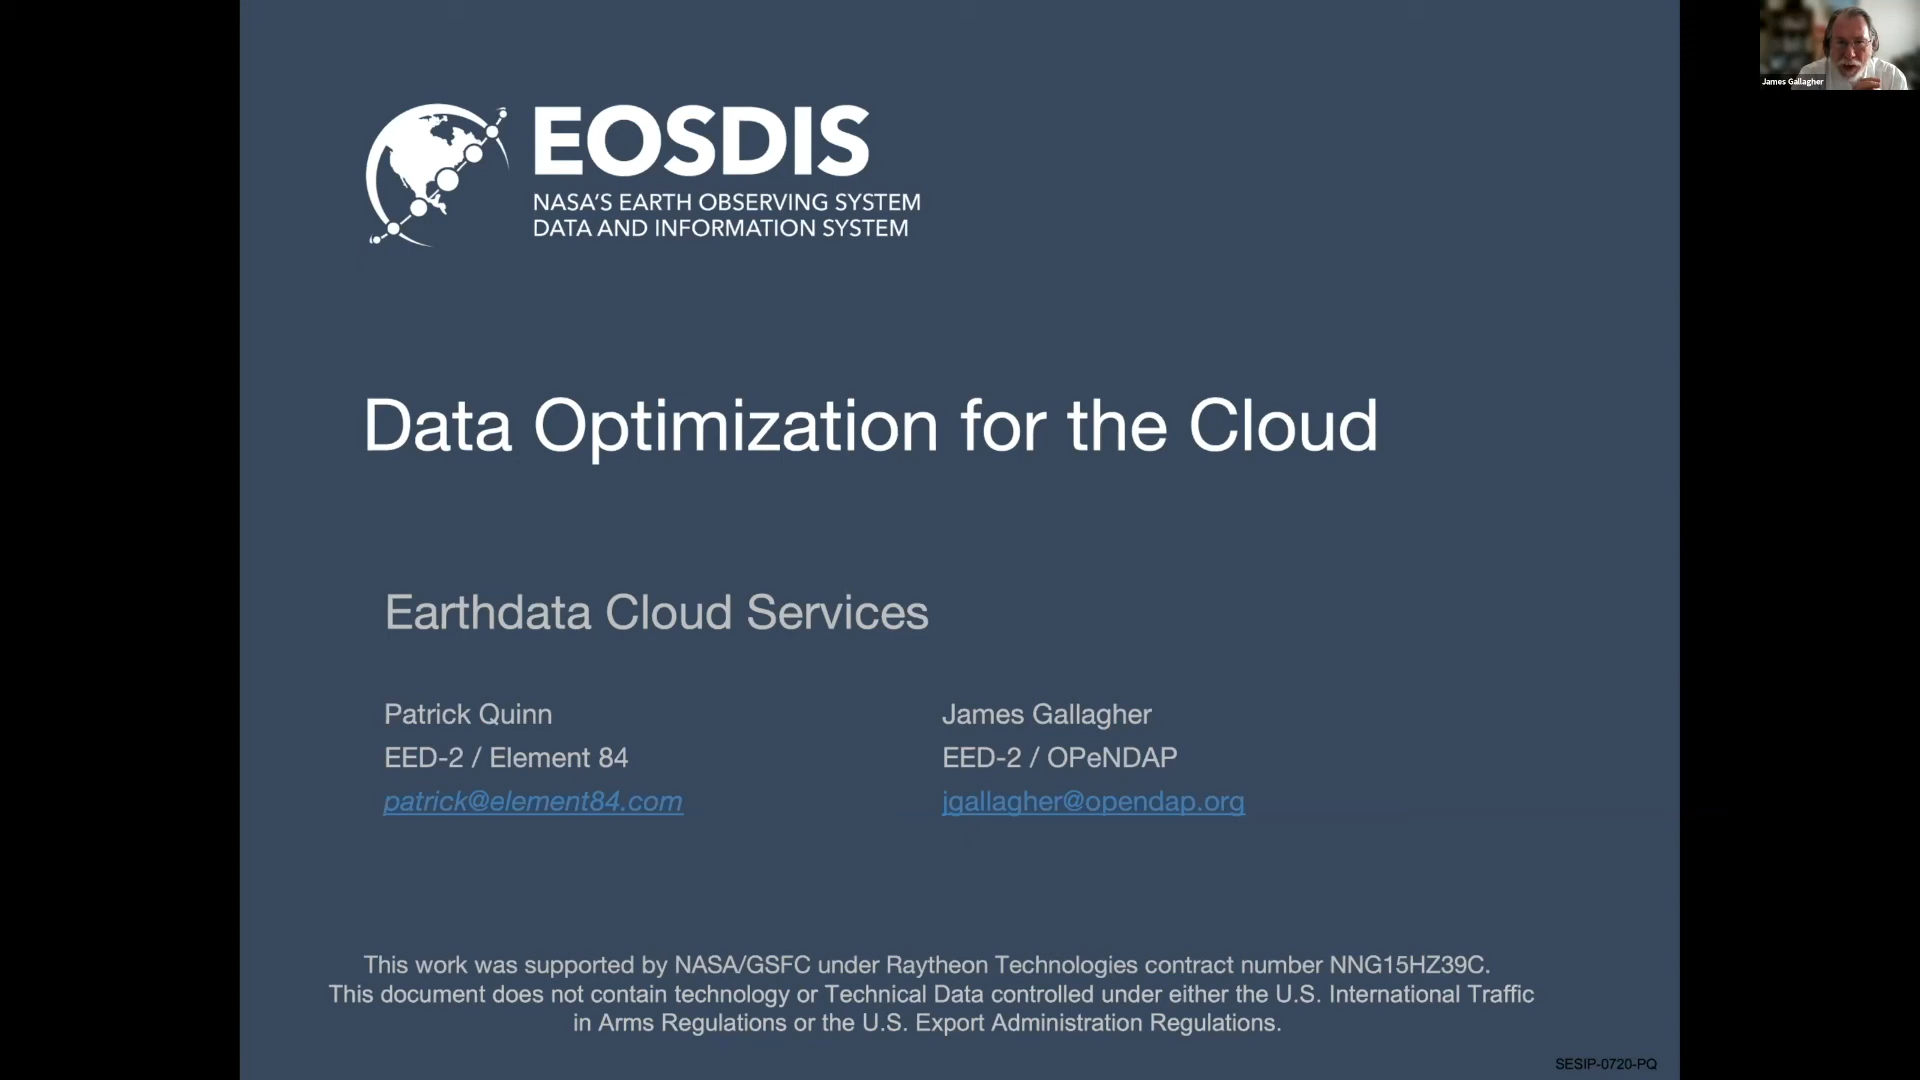 James Gallagher
EOSDIS
NASA'S EARTH OBSERVING SYSTEM
DATA AND INFORMATION SYSTEM
Data Optimization for the Cloud
Earthdata Cloud Services
Patrick Quinn
EED-2 / Element 84
patrick@element84.com
James Gallagher
EED-2 / OPeNDAP
jgallagher@opendap.org
This work was supported by NASA/GSFC under Raytheon Technologies contract number NNG15HZ39C.
This document does not contain technology or Technical Data controlled under either the U.S. International Traffic
in Arms Regulations or the U.S. Export Administration Regulations.
SESIP-0720-PQ